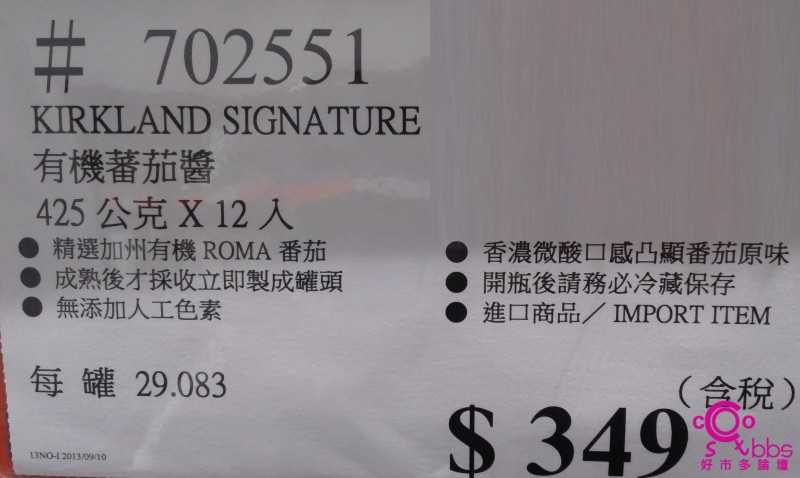 # 702551
KIRKLAND SIGNATURE
有機蕃茄醬
425 公克 X 12 入
● 精選加州有機 ROMA 番茄
● 成熟後才採收立即製成罐頭
● 無添加人工色素
● 香濃微酸口感凸顯番茄原味
● 開瓶後請務必冷藏保存
● 進口商品／ IMPORT ITEM
每 罐 29.083
（含稅）
$ 349
13NO-1 2013/09/10
Costbbs
好市多論壇